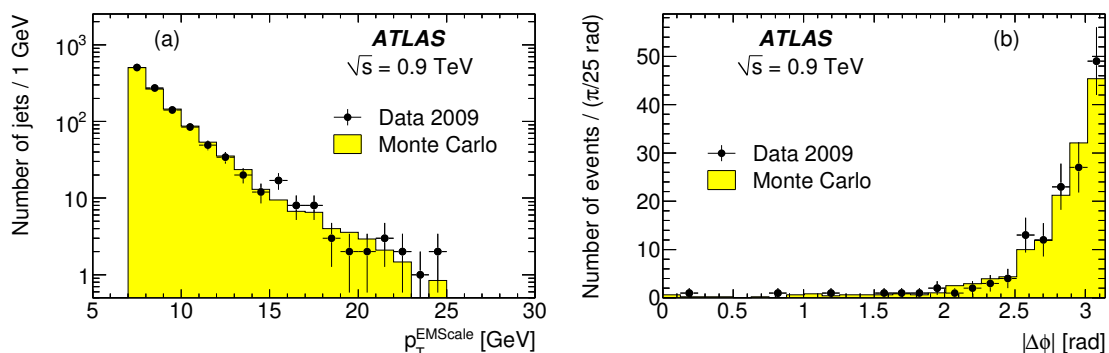 Number of jets / 1 GeV
10³
10²
10
1
(a)
ATLAS
√s = 0.9 TeV
Data 2009
Monte Carlo
5 10 15 20 25 30
p_T^EMScale [GeV]
Number of events / (π/25 rad)
50
40
30
20
10
0
ATLAS
(b)
√s = 0.9 TeV
Data 2009
Monte Carlo
0 0.5 1 1.5 2 2.5 3
|Δϕ| [rad]